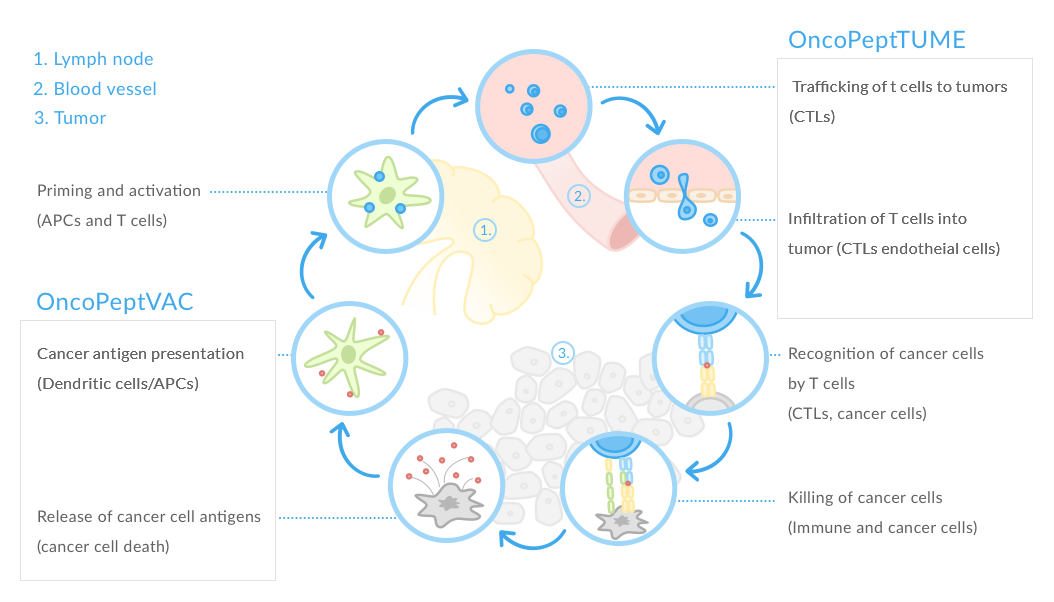 1. Lymph node
2. Blood vessel
3. Tumor
OncoPeptTUME
Trafficking of t cells to tumors
(CTLs)
Priming and activation
(APCs and T cells)
1.
2.
Infiltration of T cells into
tumor (CTLs endotheial cells)
OncoPeptVAC
Cancer antigen presentation
(Dendritic cells/APCs)
3.
Recognition of cancer cells
by T cells
(CTLs, cancer cells)
Release of cancer cell antigens
(cancer cell death)
Killing of cancer cells
(Immune and cancer cells)